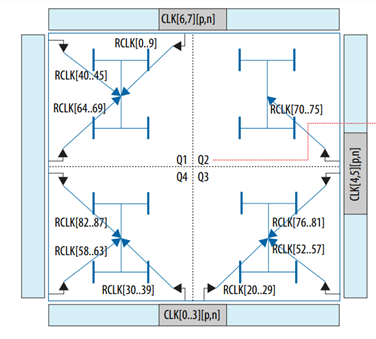 CLK[6,7][p,n]
RCLK[0..9]
RCLK[40..45]
RCLK[64..69]
RCLK[70..75]
Q1 Q2
Q4 Q3
CLK[4,5][p,n]
RCLK[82..87]
RCLK[76..81]
RCLK[58..63]
RCLK[52..57]
RCLK[30..39]
RCLK[20..29]
CLK[0..3][p,n]